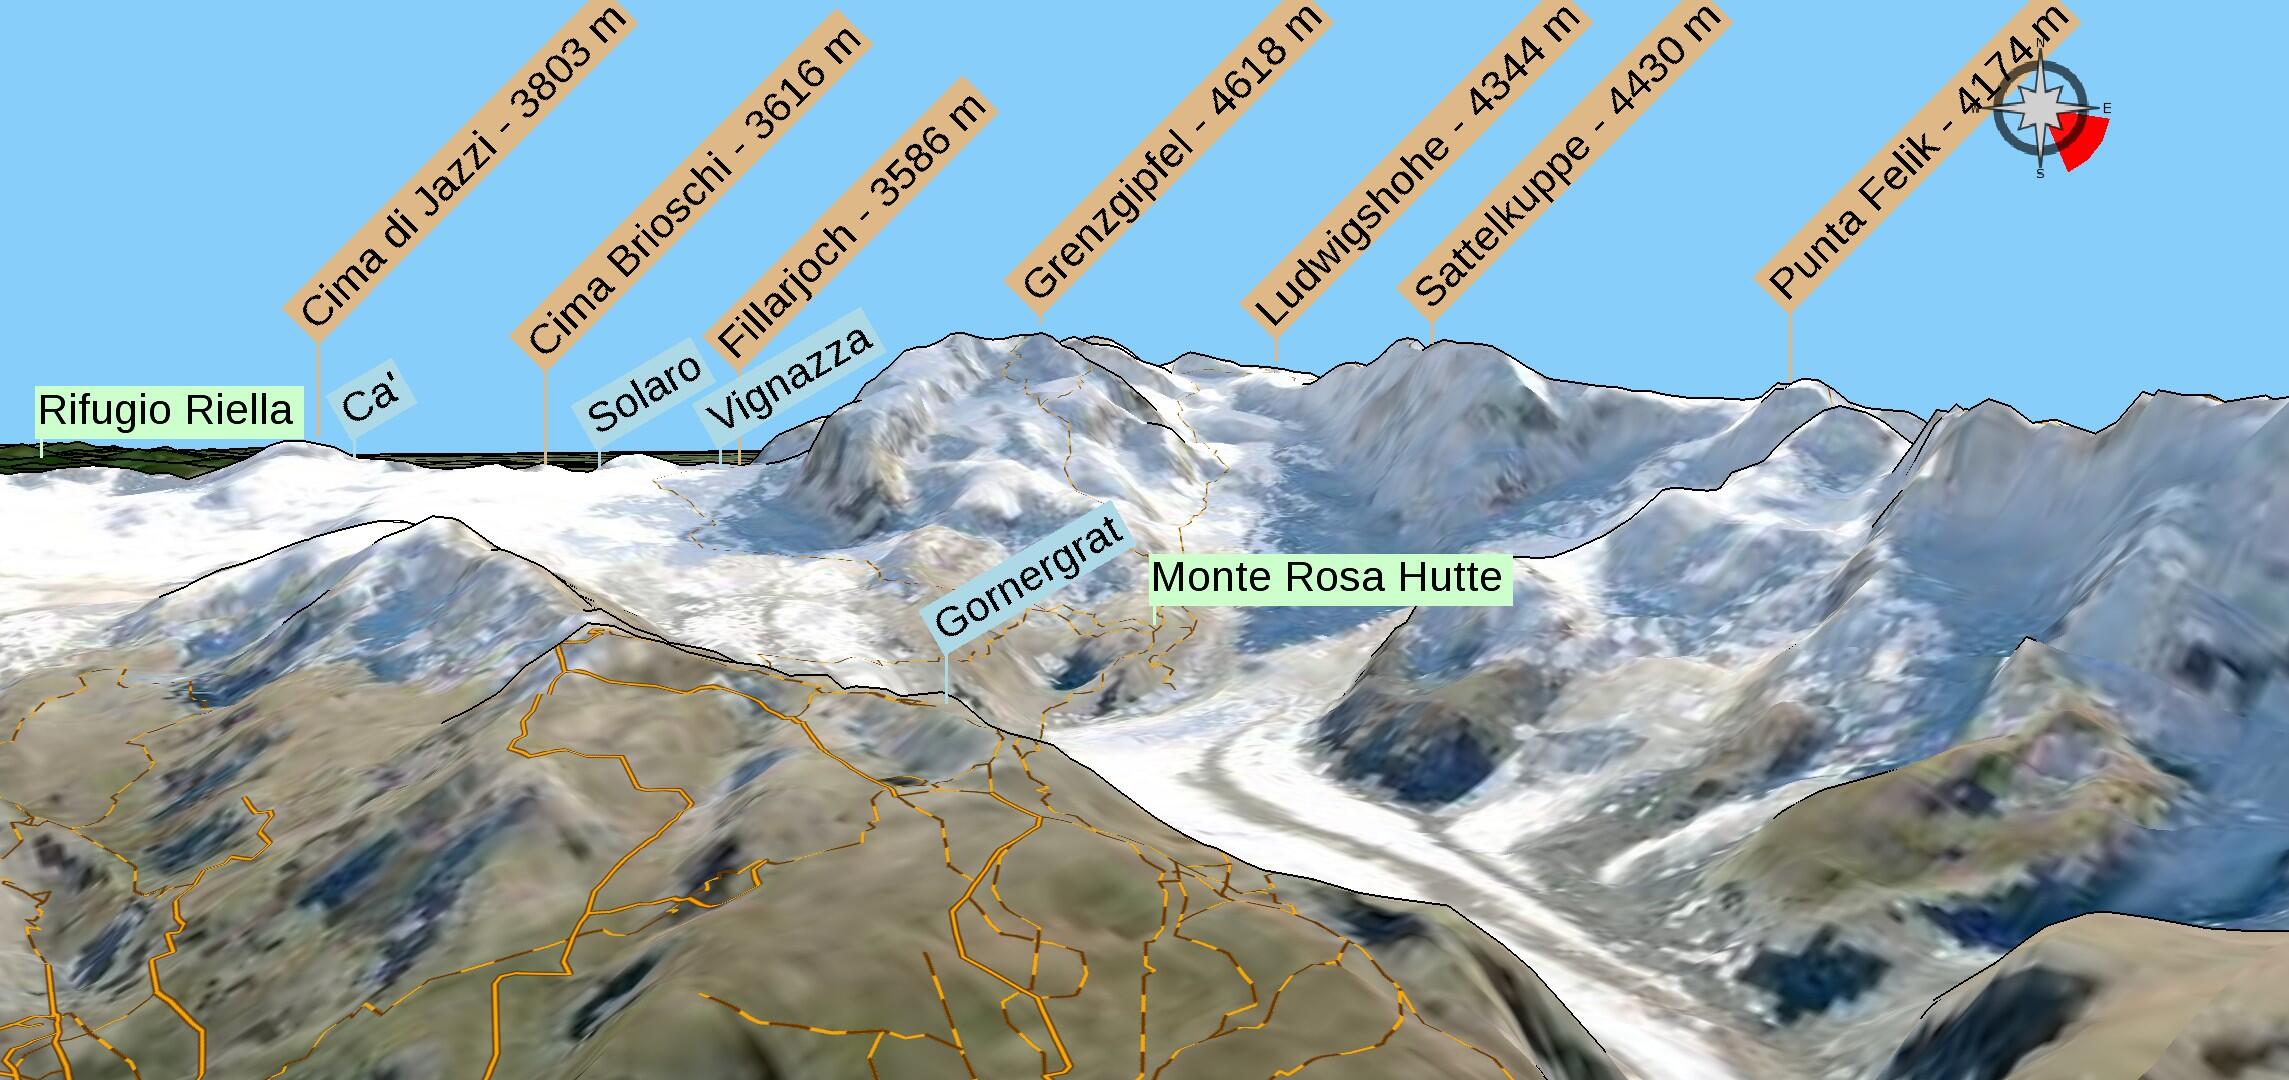 Cima di Jazzi - 3803 m
Cima Brioschi - 3616 m
Fillarjoch - 3586 m
Grenzgipfel - 4618 m
Ludwigshohe - 4344 m
Sattelkuppe - 4430 m
Punta Felik - 4174 m
N
E
S
Rifugio Riella
Ca'
Solaro
Vignazza
Gornergrat
Monte Rosa Hutte